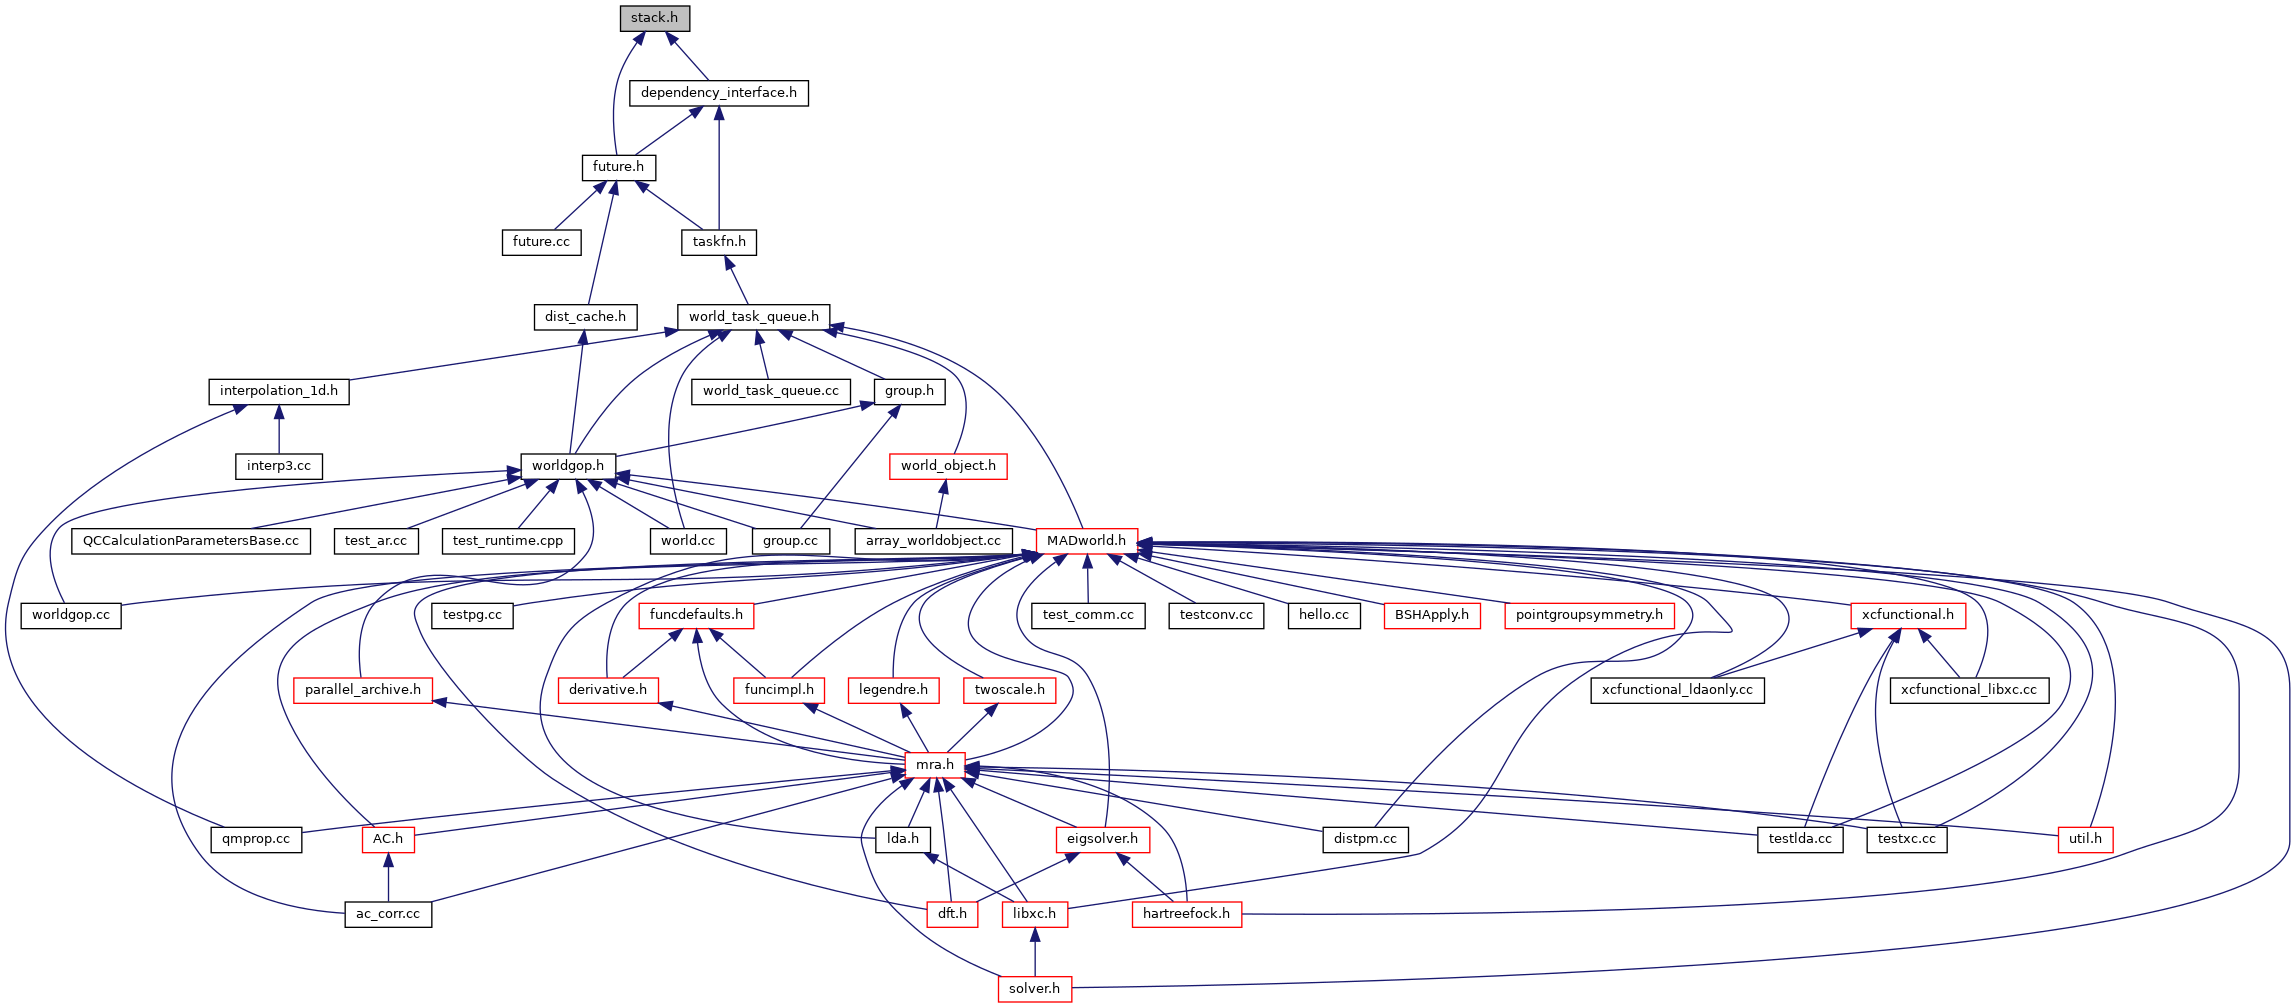 stack.h
dependency_interface.h
future.h
future.cc
taskfn.h
dist_cache.h
world_task_queue.h
interpolation_1d.h
world_task_queue.cc
group.h
interp3.cc
worldgop.h
world_object.h
QCCalculationParametersBase.cc
test_ar.cc
test_runtime.cpp
world.cc
group.cc
array_worldobject.cc
MADworld.h
worldgop.cc
testpg.cc
funcdefaults.h
test_comm.cc
testconv.cc
hello.cc
BSHApply.h
pointgroupsymmetry.h
xcfunctional.h
parallel_archive.h
derivative.h
funcimpl.h
legendre.h
twoscale.h
xcfunctional_ldaonly.cc
xcfunctional_libxc.cc
mra.h
qmprop.cc
AC.h
lda.h
eigsolver.h
distpm.cc
testlda.cc
testxc.cc
util.h
ac_corr.cc
dft.h
libxc.h
hartreefock.h
solver.h